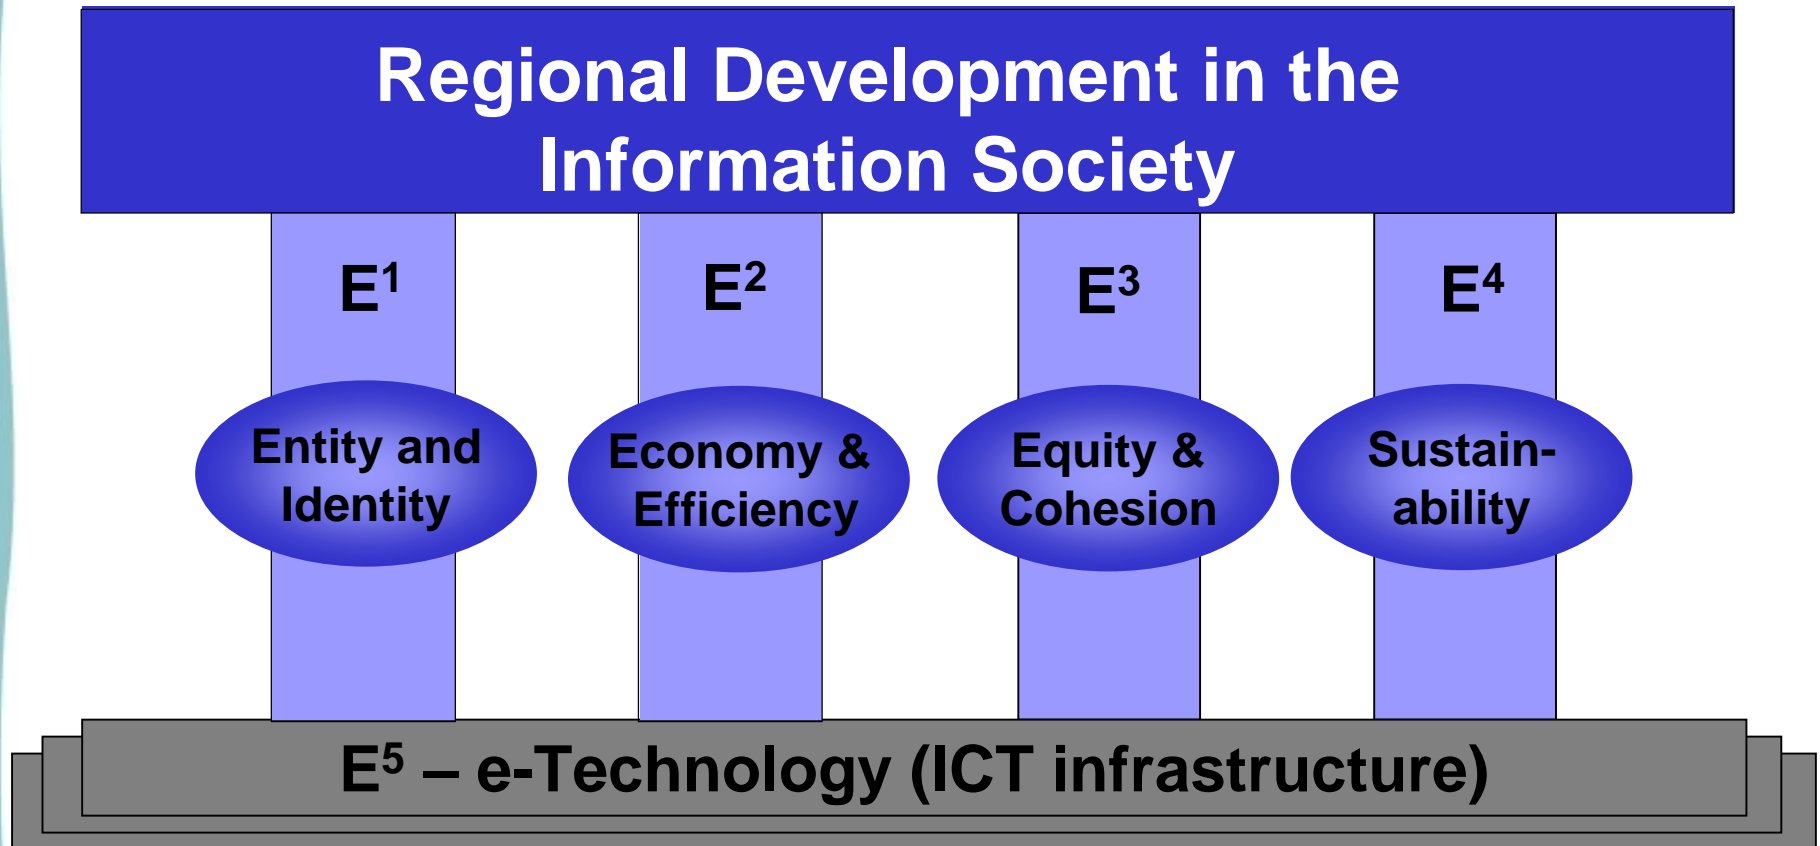 Regional Development in the
Information Society
E¹
E²
E³
E⁴
Entity and
Identity
Economy &
Efficiency
Equity &
Cohesion
Sustain-
ability
E⁵ – e-Technology (ICT infrastructure)